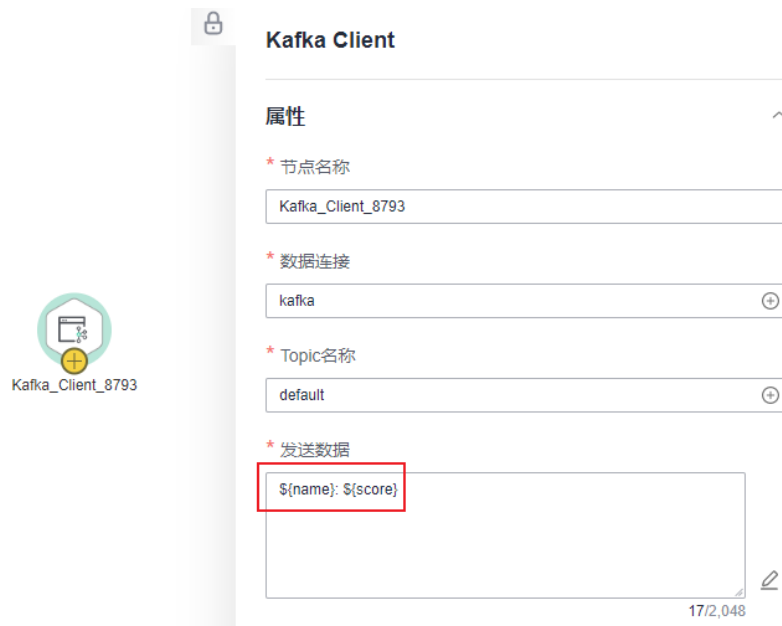 Kafka Client
属性
* 节点名称
Kafka_Client_8793
* 数据连接
kafka
Kafka_Client_8793
* Topic名称
default
* 发送数据
${name}: ${score}
17/2,048